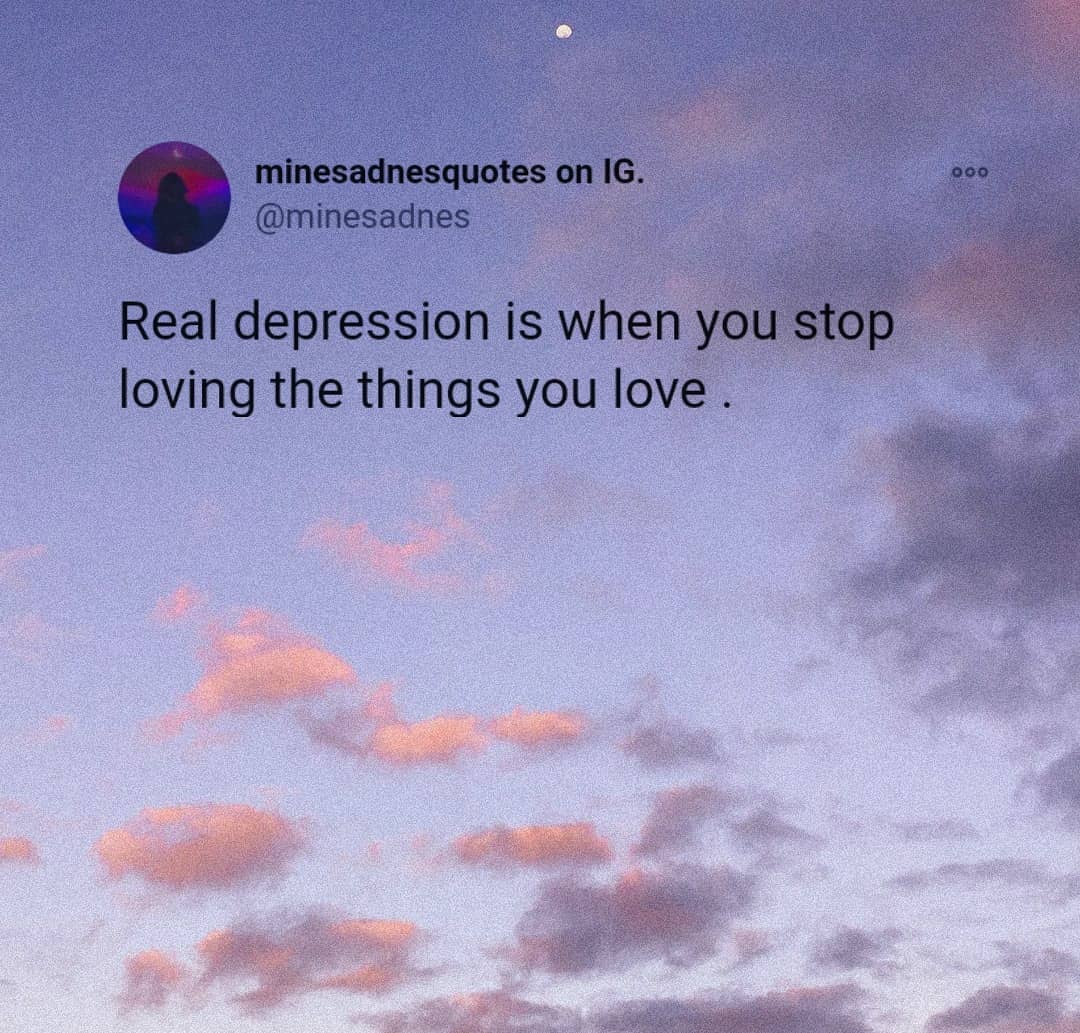 minesadnesquotes on IG.
@minesadnes
Real depression is when you stop
loving the things you love .